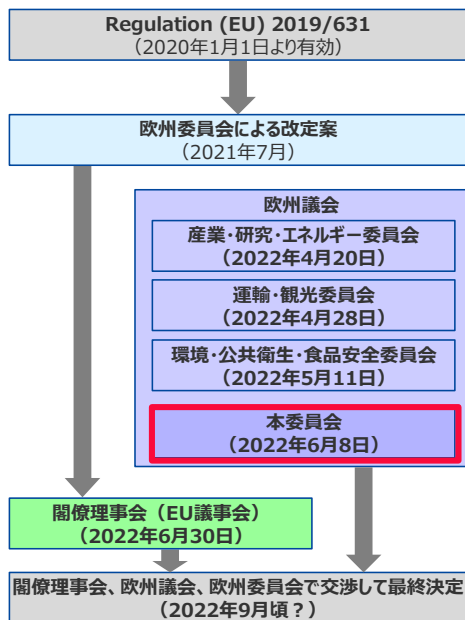 Regulation (EU) 2019/631
（2020年1月1日より有効）
欧州委員会による改定案
（2021年7月）
欧州議会
産業・研究・エネルギー委員会
（2022年4月20日）
運輸・観光委員会
（2022年4月28日）
環境・公共衛生・食品安全委員会
（2022年5月11日）
本委員会
（2022年6月8日）
閣僚理事会（EU議事会）
（2022年6月30日）
閣僚理事会、欧州議会、欧州委員会で交渉して最終決定
（2022年9月頃？）